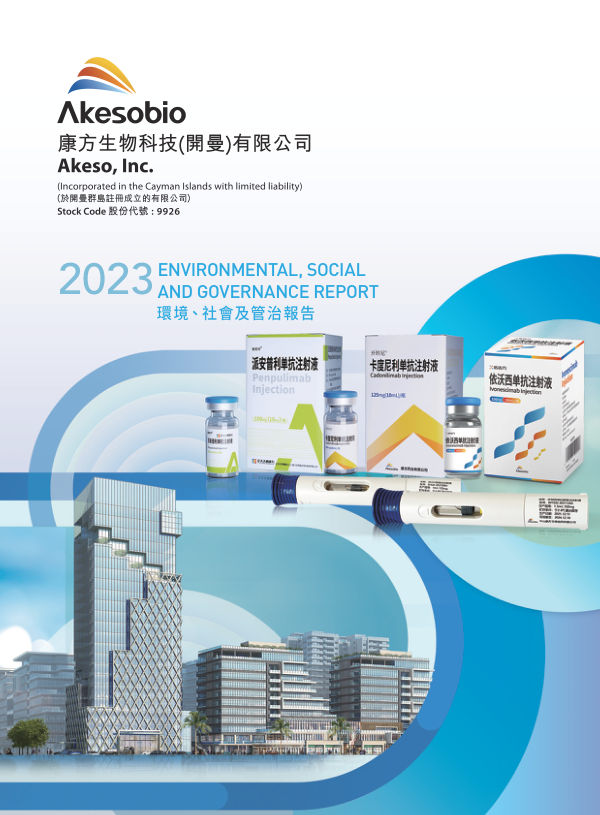 Akesobio
康方生物科技(開曼)有限公司
Akeso, Inc.
(Incorporated in the Cayman Islands with limited liability)
(於開曼群島註冊成立的有限公司)
Stock Code 股份代號 : 9926
2023 ENVIRONMENTAL, SOCIAL
AND GOVERNANCE REPORT
環境、社會及管治報告
派安普利单抗注射液
Penpulimab
Injection
卡度尼利单抗注射液
Cadonilimab Injection
125mg(10mL)/瓶
依沃西单抗注射液
Ivonescimab Injection